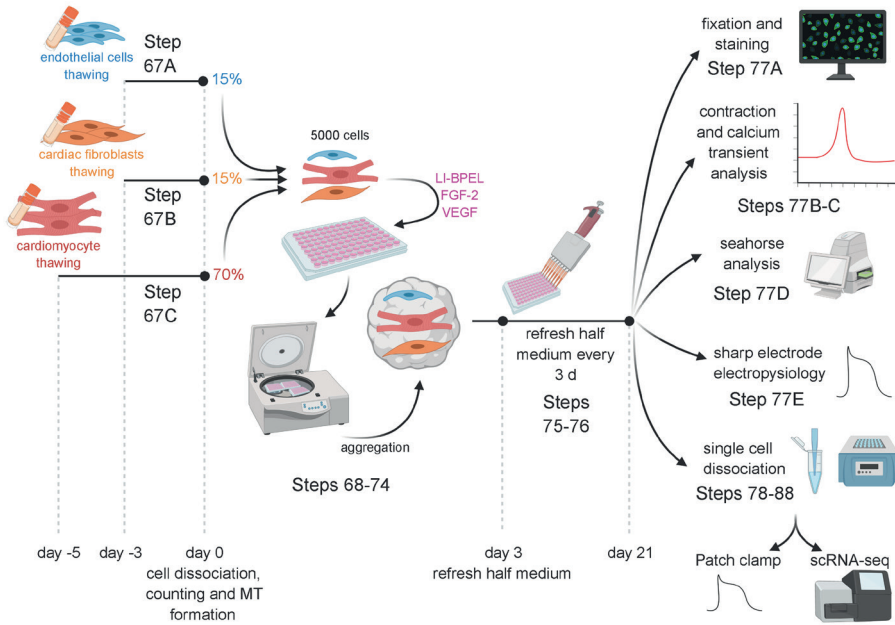 endothelial cells
thawing
Step
67A
15%
cardiac fibroblasts
thawing
Step
67B
15%
cardiomyocyte
thawing
Step
67C
70%
5000 cells
LI-BPEL
FGF-2
VEGF
aggregation
Steps 68-74
refresh half
medium every
3 d
Steps
75-76
fixation and
staining
Step 77A
contraction
and calcium
transient
analysis
Steps 77B-C
seahorse
analysis
Step 77D
sharp electrode
electropysiology
Step 77E
single cell
dissociation
Steps 78-88
Patch clamp
scRNA-seq
day -5
day -3
day 0
cell dissociation,
counting and MT
formation
day 3
refresh half medium
day 21